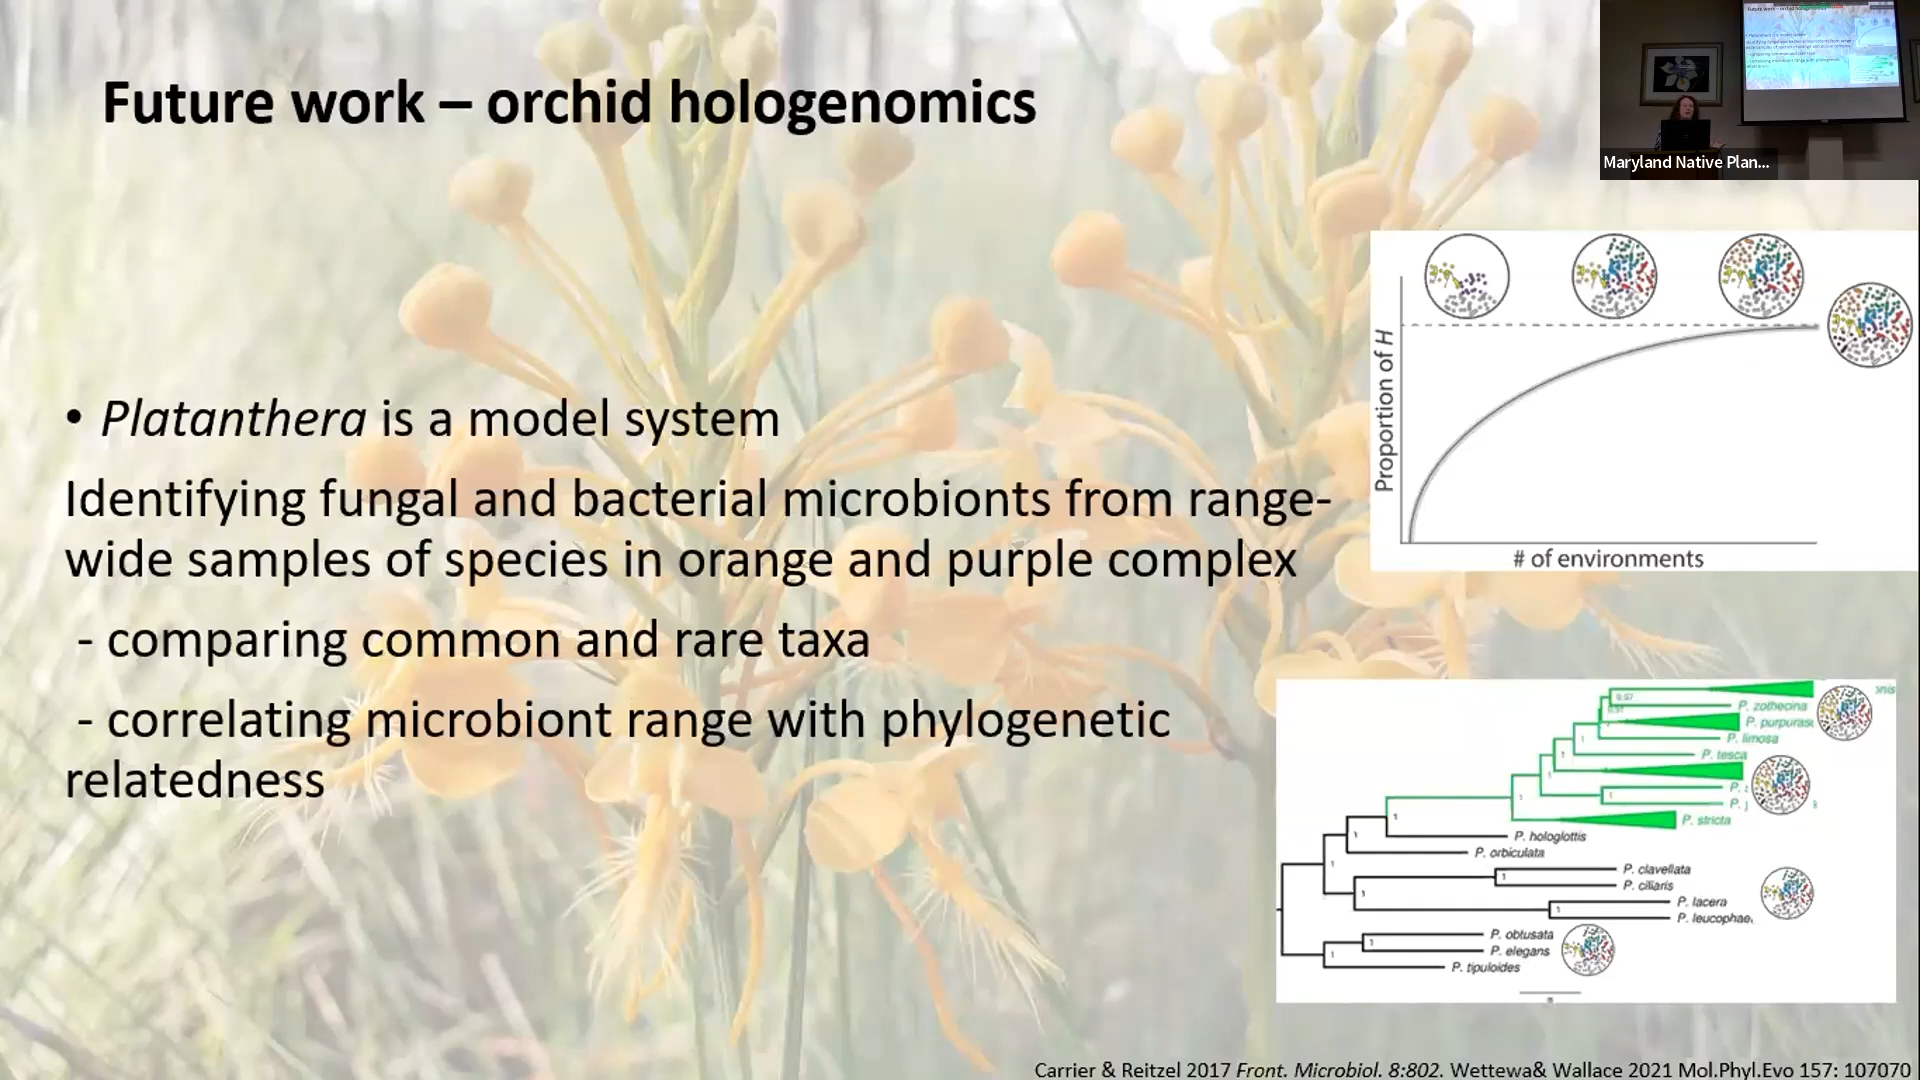 Future work – orchid hologenomics
Maryland Native Plan...
• Platanthera is a model system
Identifying fungal and bacterial microbionts from range-
wide samples of species in orange and purple complex
- comparing common and rare taxa
- correlating microbiont range with phylogenetic
relatedness
Proportion of H
# of environments
0.97
P. zothecina
P. purpuras
P. limosa
P. tesca
P.
P.
P. stricta
P. hologlottis
P. orbiculata
P. clavellata
P. ciliaris
P. lacera
P. leucophae
P. obtusata
P. elegans
P. tipuloides
Carrier & Reitzel 2017 Front. Microbiol. 8:802. Wettewa& Wallace 2021 Mol.Phyl.Evo 157: 107070